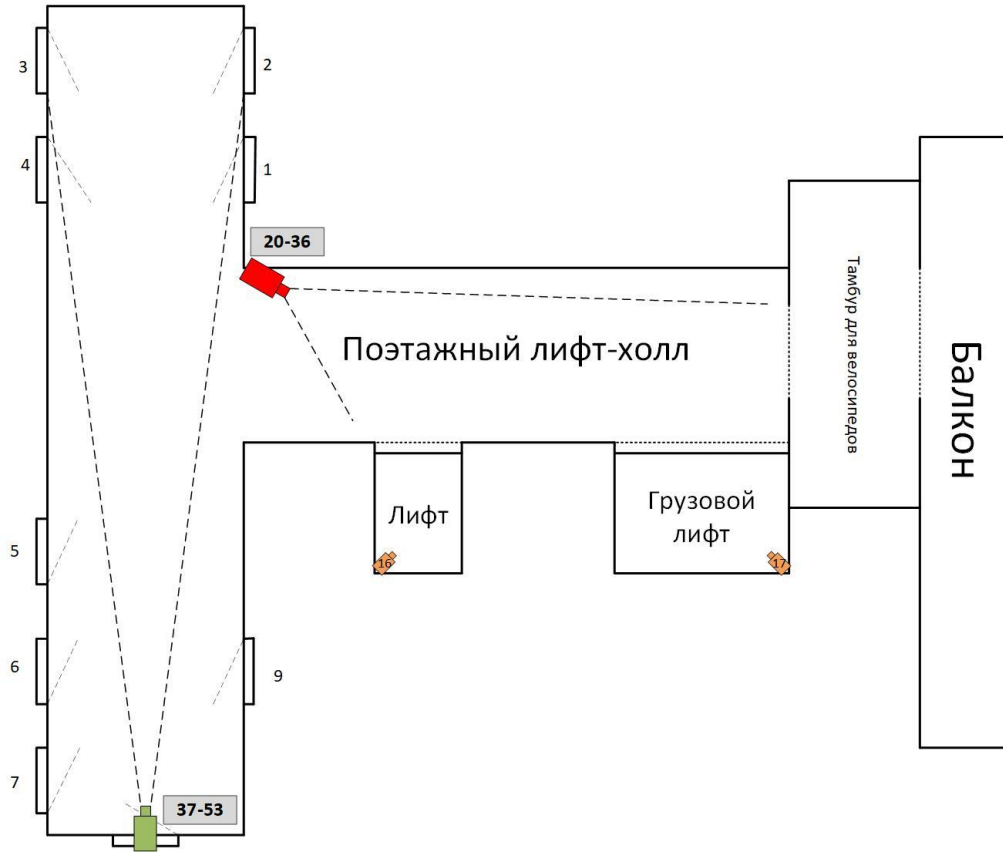 3
2
4
1
20-36
Поэтажный лифт-холл
Тамбур для велосипедов
Балкон
Лифт
Грузовой
лифт
16
17
5
6
9
7
37-53